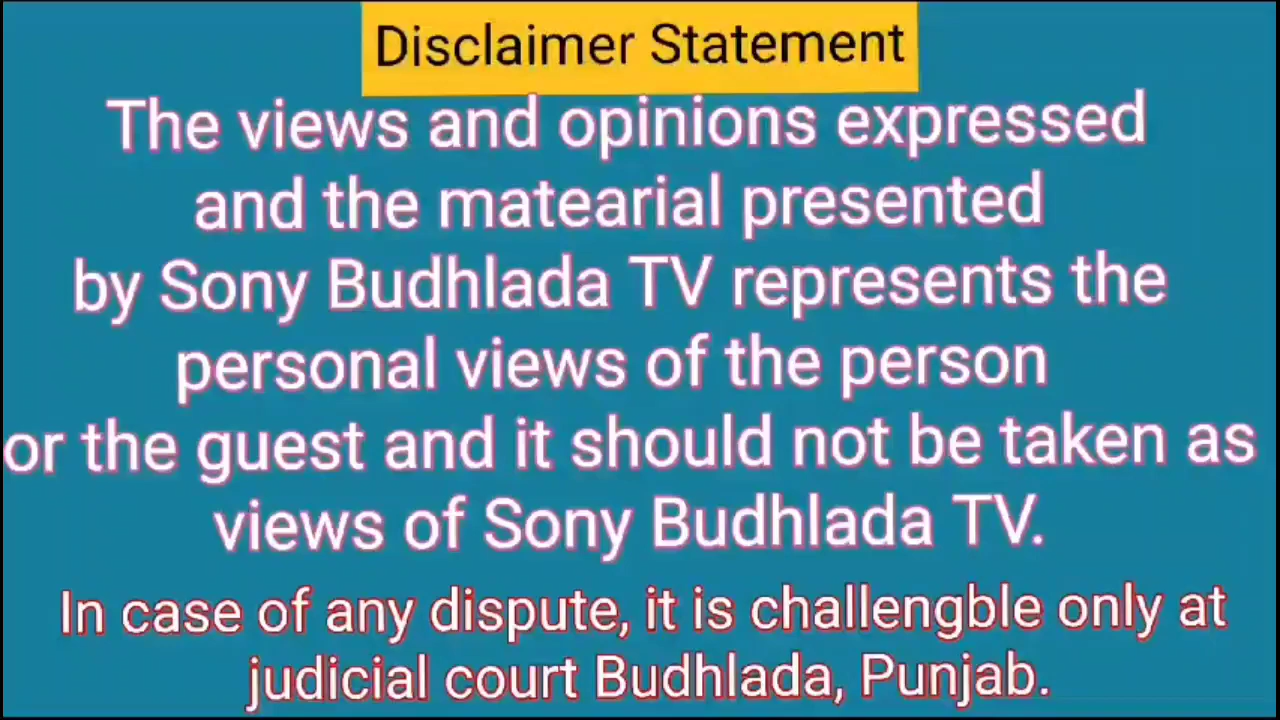 Disclaimer Statement
The views and opinions expressed
and the matearial presented
by Sony Budhlada TV represents the
personal views of the person
or the guest and it should not be taken as
views of Sony Budhlada TV.
In case of any dispute, it is challengble only at
judicial court Budhlada, Punjab.